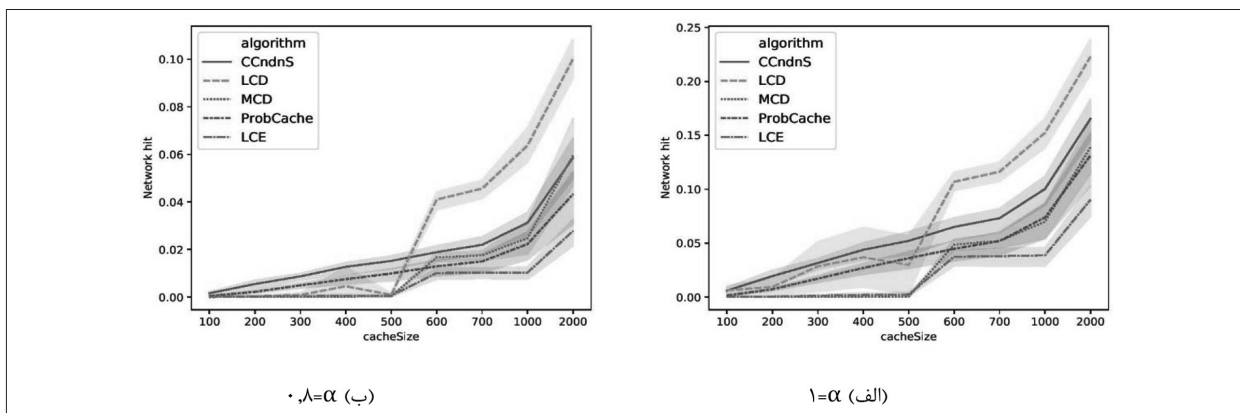 algorithm
CCndnS
LCD
MCD
ProbCache
LCE
Network hit
0.25
0.20
0.15
0.10
0.05
0.00
100 200 300 400 500 600 700 1000 2000
cacheSize
(الف) α=۱
algorithm
CCndnS
LCD
MCD
ProbCache
LCE
Network hit
0.10
0.08
0.06
0.04
0.02
0.00
100 200 300 400 500 600 700 1000 2000
cacheSize
(ب) α=۰,۸